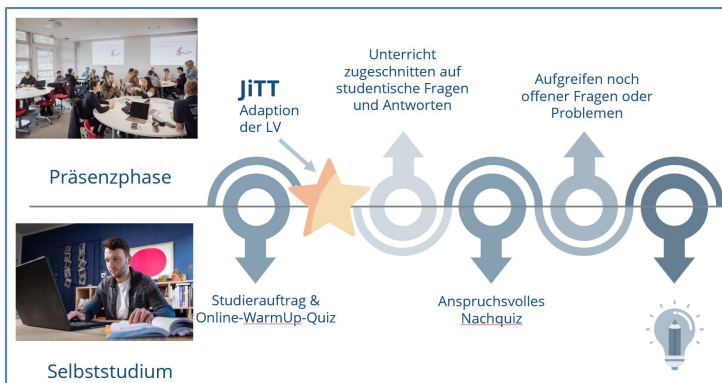 JiTT
Adaption
der LV
Unterricht
zugeschnitten auf
studentische Fragen
und Antworten
Aufgreifen noch
offener Fragen oder
Problemen
Präsenzphase
Studierauftrag &
Online-WarmUp-Quiz
Anspruchsvolles
Nachquiz
Selbststudium